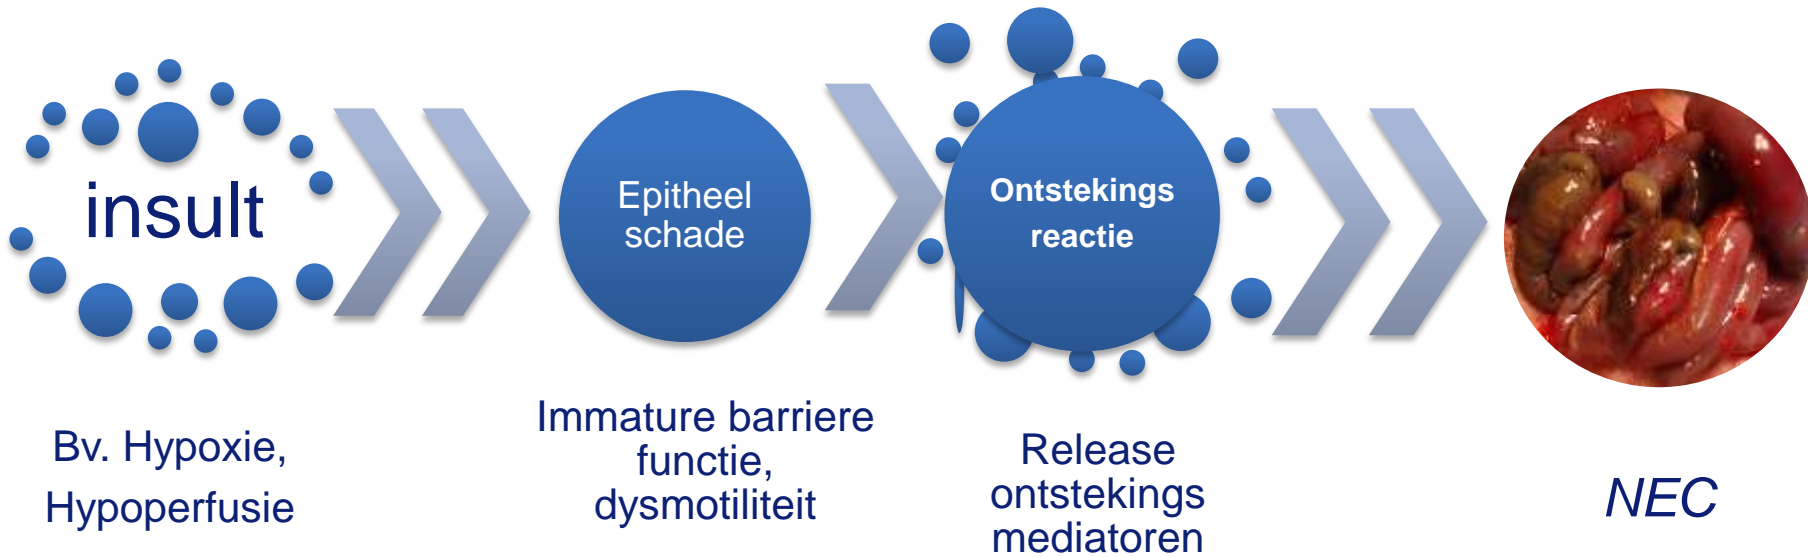 insult
Bv. Hypoxie,
Hypoperfusie
Epitheel
schade
Immature barriere
functie,
dysmotiliteit
Ontstekings
reactie
Release
ontstekings
mediatoren
NEC